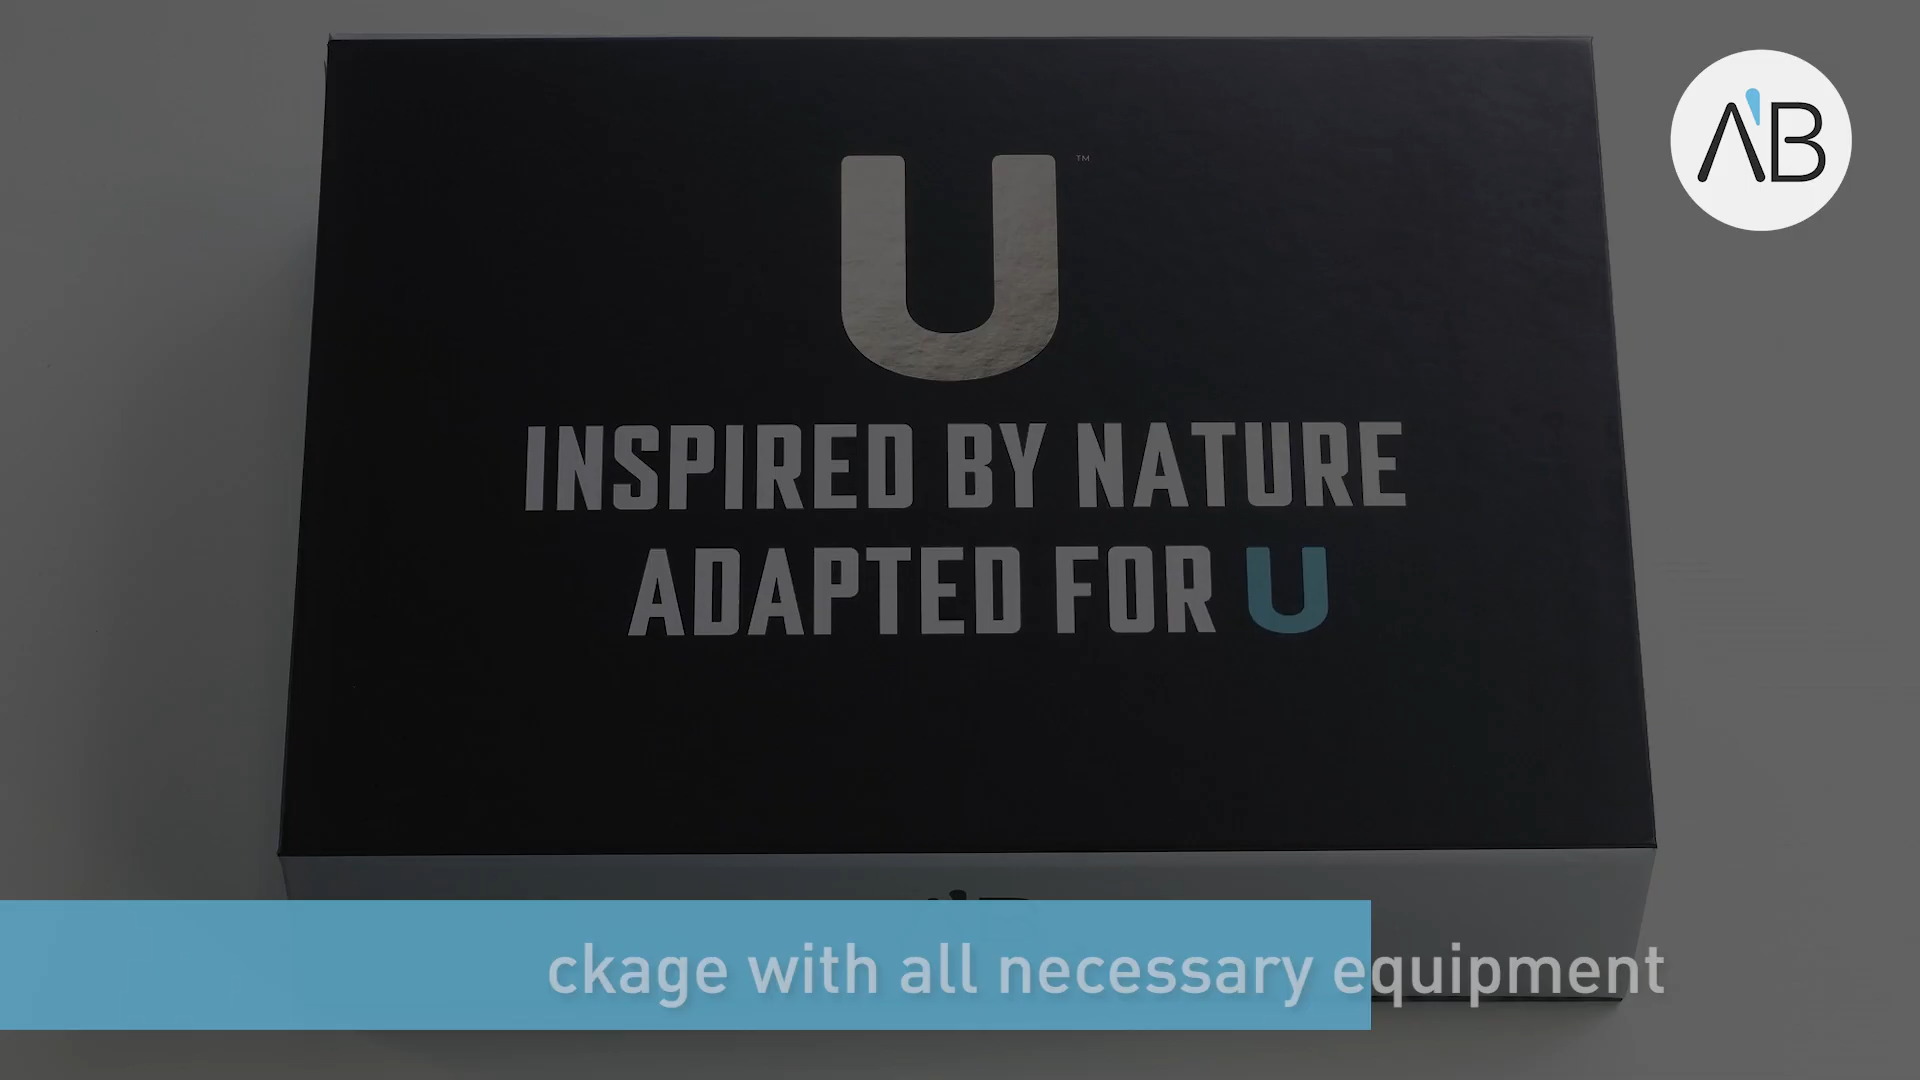 A'B
U™
INSPIRED BY NATURE
ADAPTED FOR U
ckage with all necessary equipment